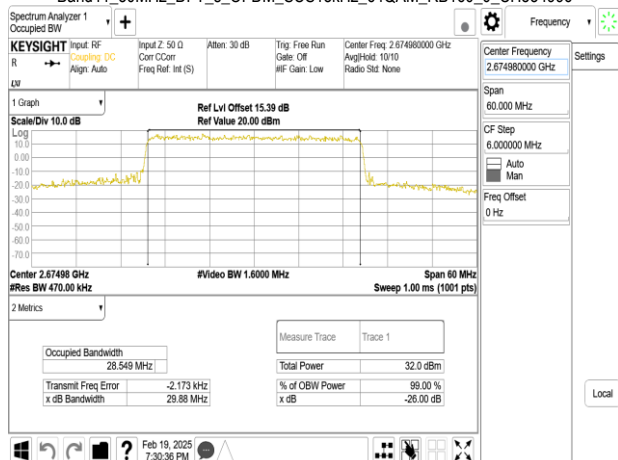 Spectrum Analyzer 1
Occupied BW
+
Frequency
KEYSIGHT
R
Input: RF
Coupling: DC
Align: Auto
Input Z: 50 Ω
Corr CCorr
Freq Ref: Int (S)
Atten: 30 dB
Trig: Free Run
Gate: Off
#IF Gain: Low
Center Freq: 2.674980000 GHz
Avg|Hold: 10/10
Radio Std: None
Center Frequency
2.674980000 GHz
Settings
Span
60.000 MHz
CF Step
6.000000 MHz
Auto
Man
Freq Offset
0 Hz
Local
1 Graph
Scale/Div 10.0 dB
Ref Lvl Offset 15.39 dB
Ref Value 20.00 dBm
Log
10.0
0.00
-10.0
-20.0
-30.0
-40.0
-50.0
-60.0
-70.0
Center 2.67498 GHz
#Res BW 470.00 kHz
#Video BW 1.6000 MHz
Span 60 MHz
Sweep 1.00 ms (1001 pts)
2 Metrics
Measure Trace
Trace 1
Occupied Bandwidth
28.549 MHz
Total Power
32.0 dBm
Transmit Freq Error
-2.173 kHz
% of OBW Power
99.00 %
x dB Bandwidth
29.88 MHz
x dB
-26.00 dB
?
Feb 19, 2025
7:30:36 PM